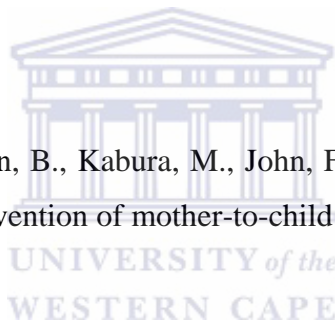 n, B., Kabura, M., John, F
vention of mother-to-child
UNIVERSITY of the
WESTERN CAPE